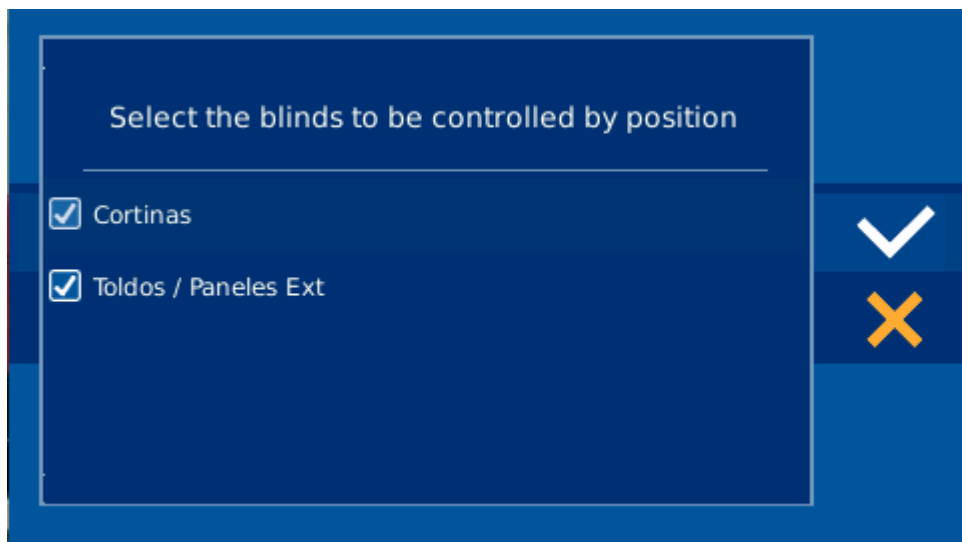 Select the blinds to be controlled by position
Cortinas
Toldos / Paneles Ext